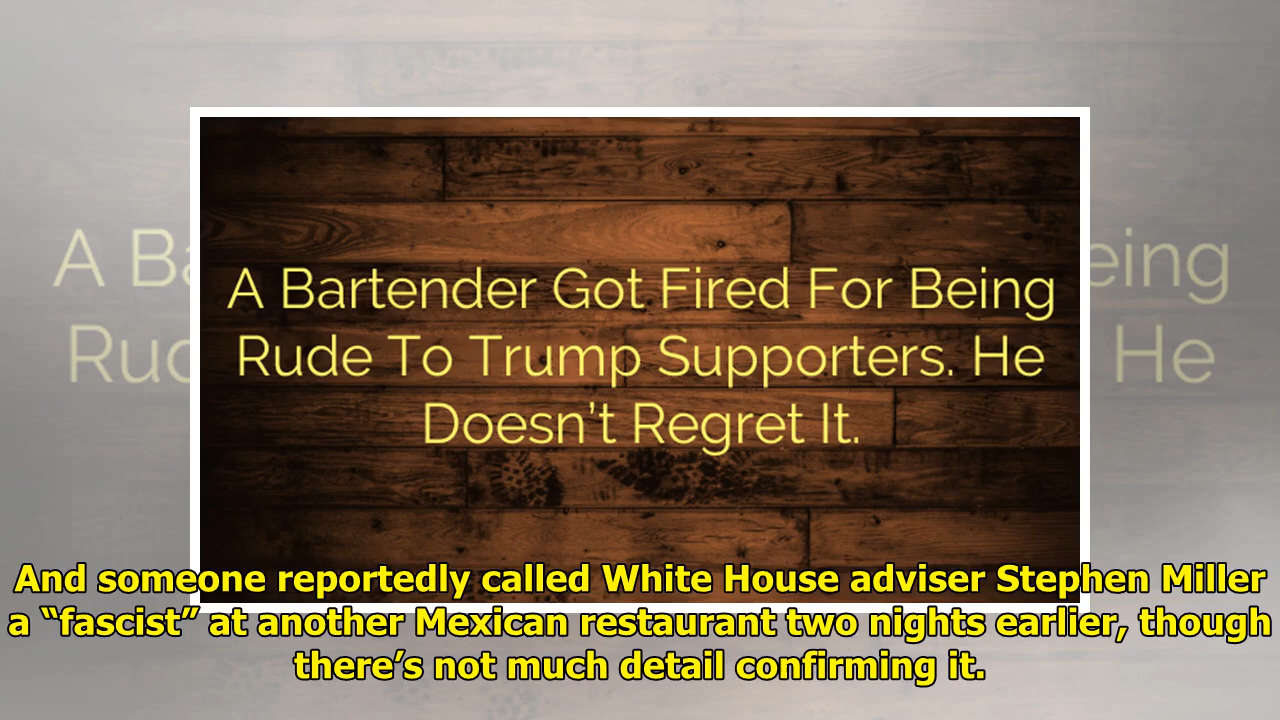 A Bartender Got Fired For Being
Rude To Trump Supporters. He
Doesn’t Regret It.
And someone reportedly called White House adviser Stephen Miller
a “fascist” at another Mexican restaurant two nights earlier, though
there’s not much detail confirming it.